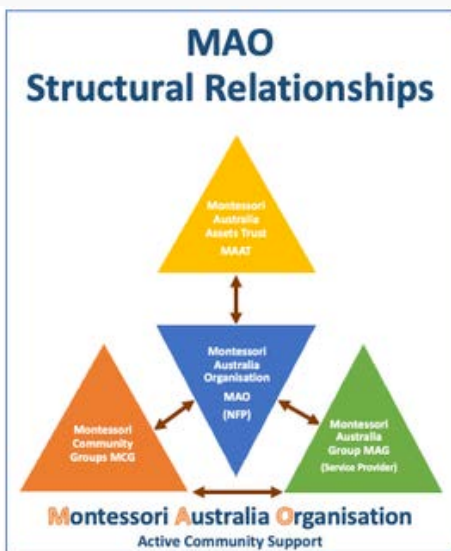 MAO
Structural Relationships
Montessori
Australia
Assets Trust
MAAT
Montessori
Australia
Organisation
MAO
(NFP)
Montessori
Community
Groups MCG
Montessori
Australia
Group MAG
(Service Provider)
Montessori Australia Organisation
Active Community Support